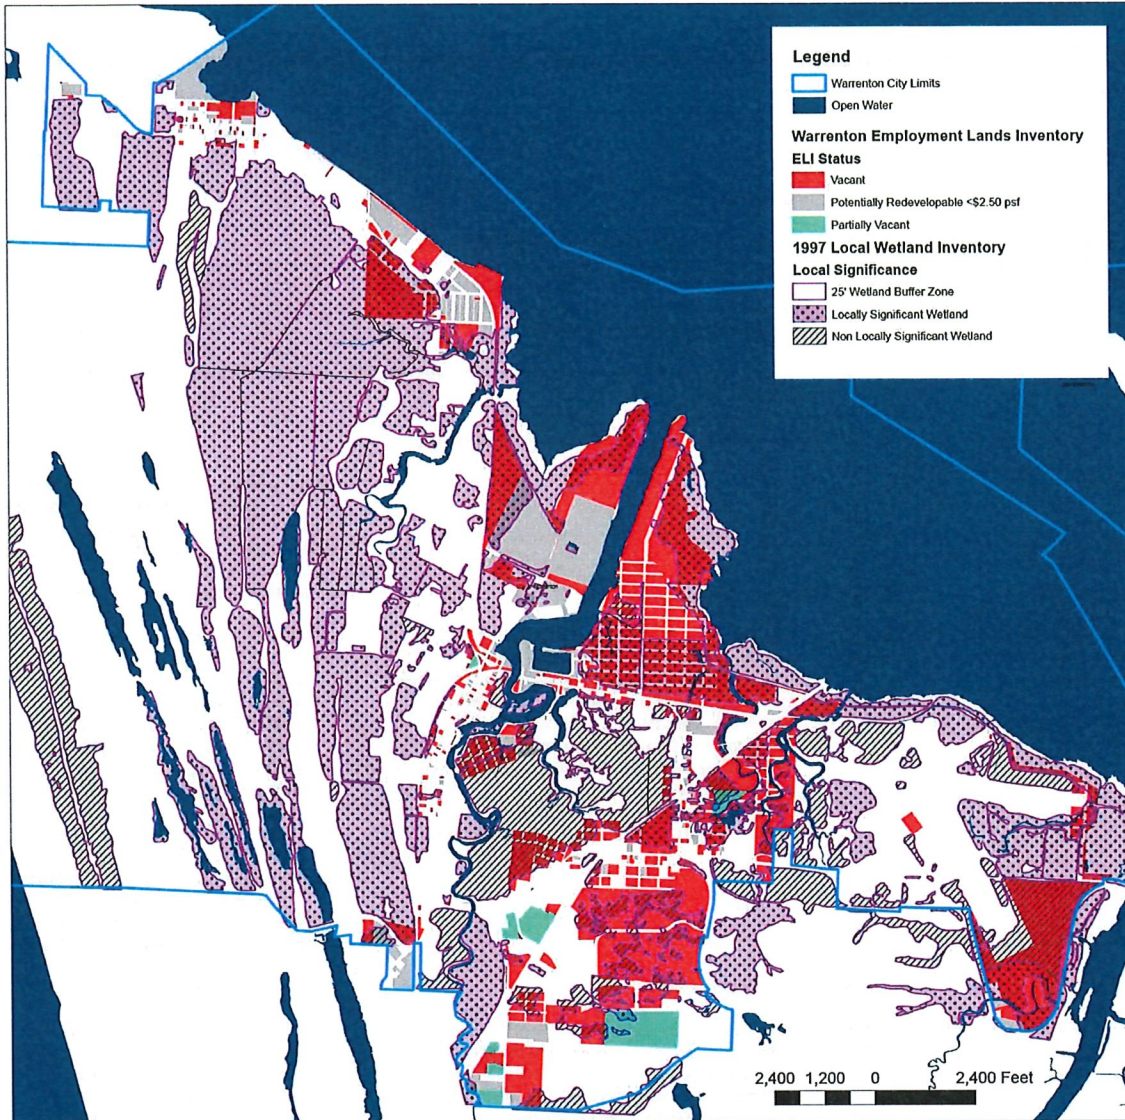 Legend
Warrenton City Limits
Open Water
Warrenton Employment Lands Inventory
ELI Status
Vacant
Potentially Redevelopable <$2.50 psf
Partially Vacant
1997 Local Wetland Inventory
Local Significance
25' Wetland Buffer Zone
Locally Significant Wetland
Non Locally Significant Wetland
2,400 1,200 0 2,400 Feet